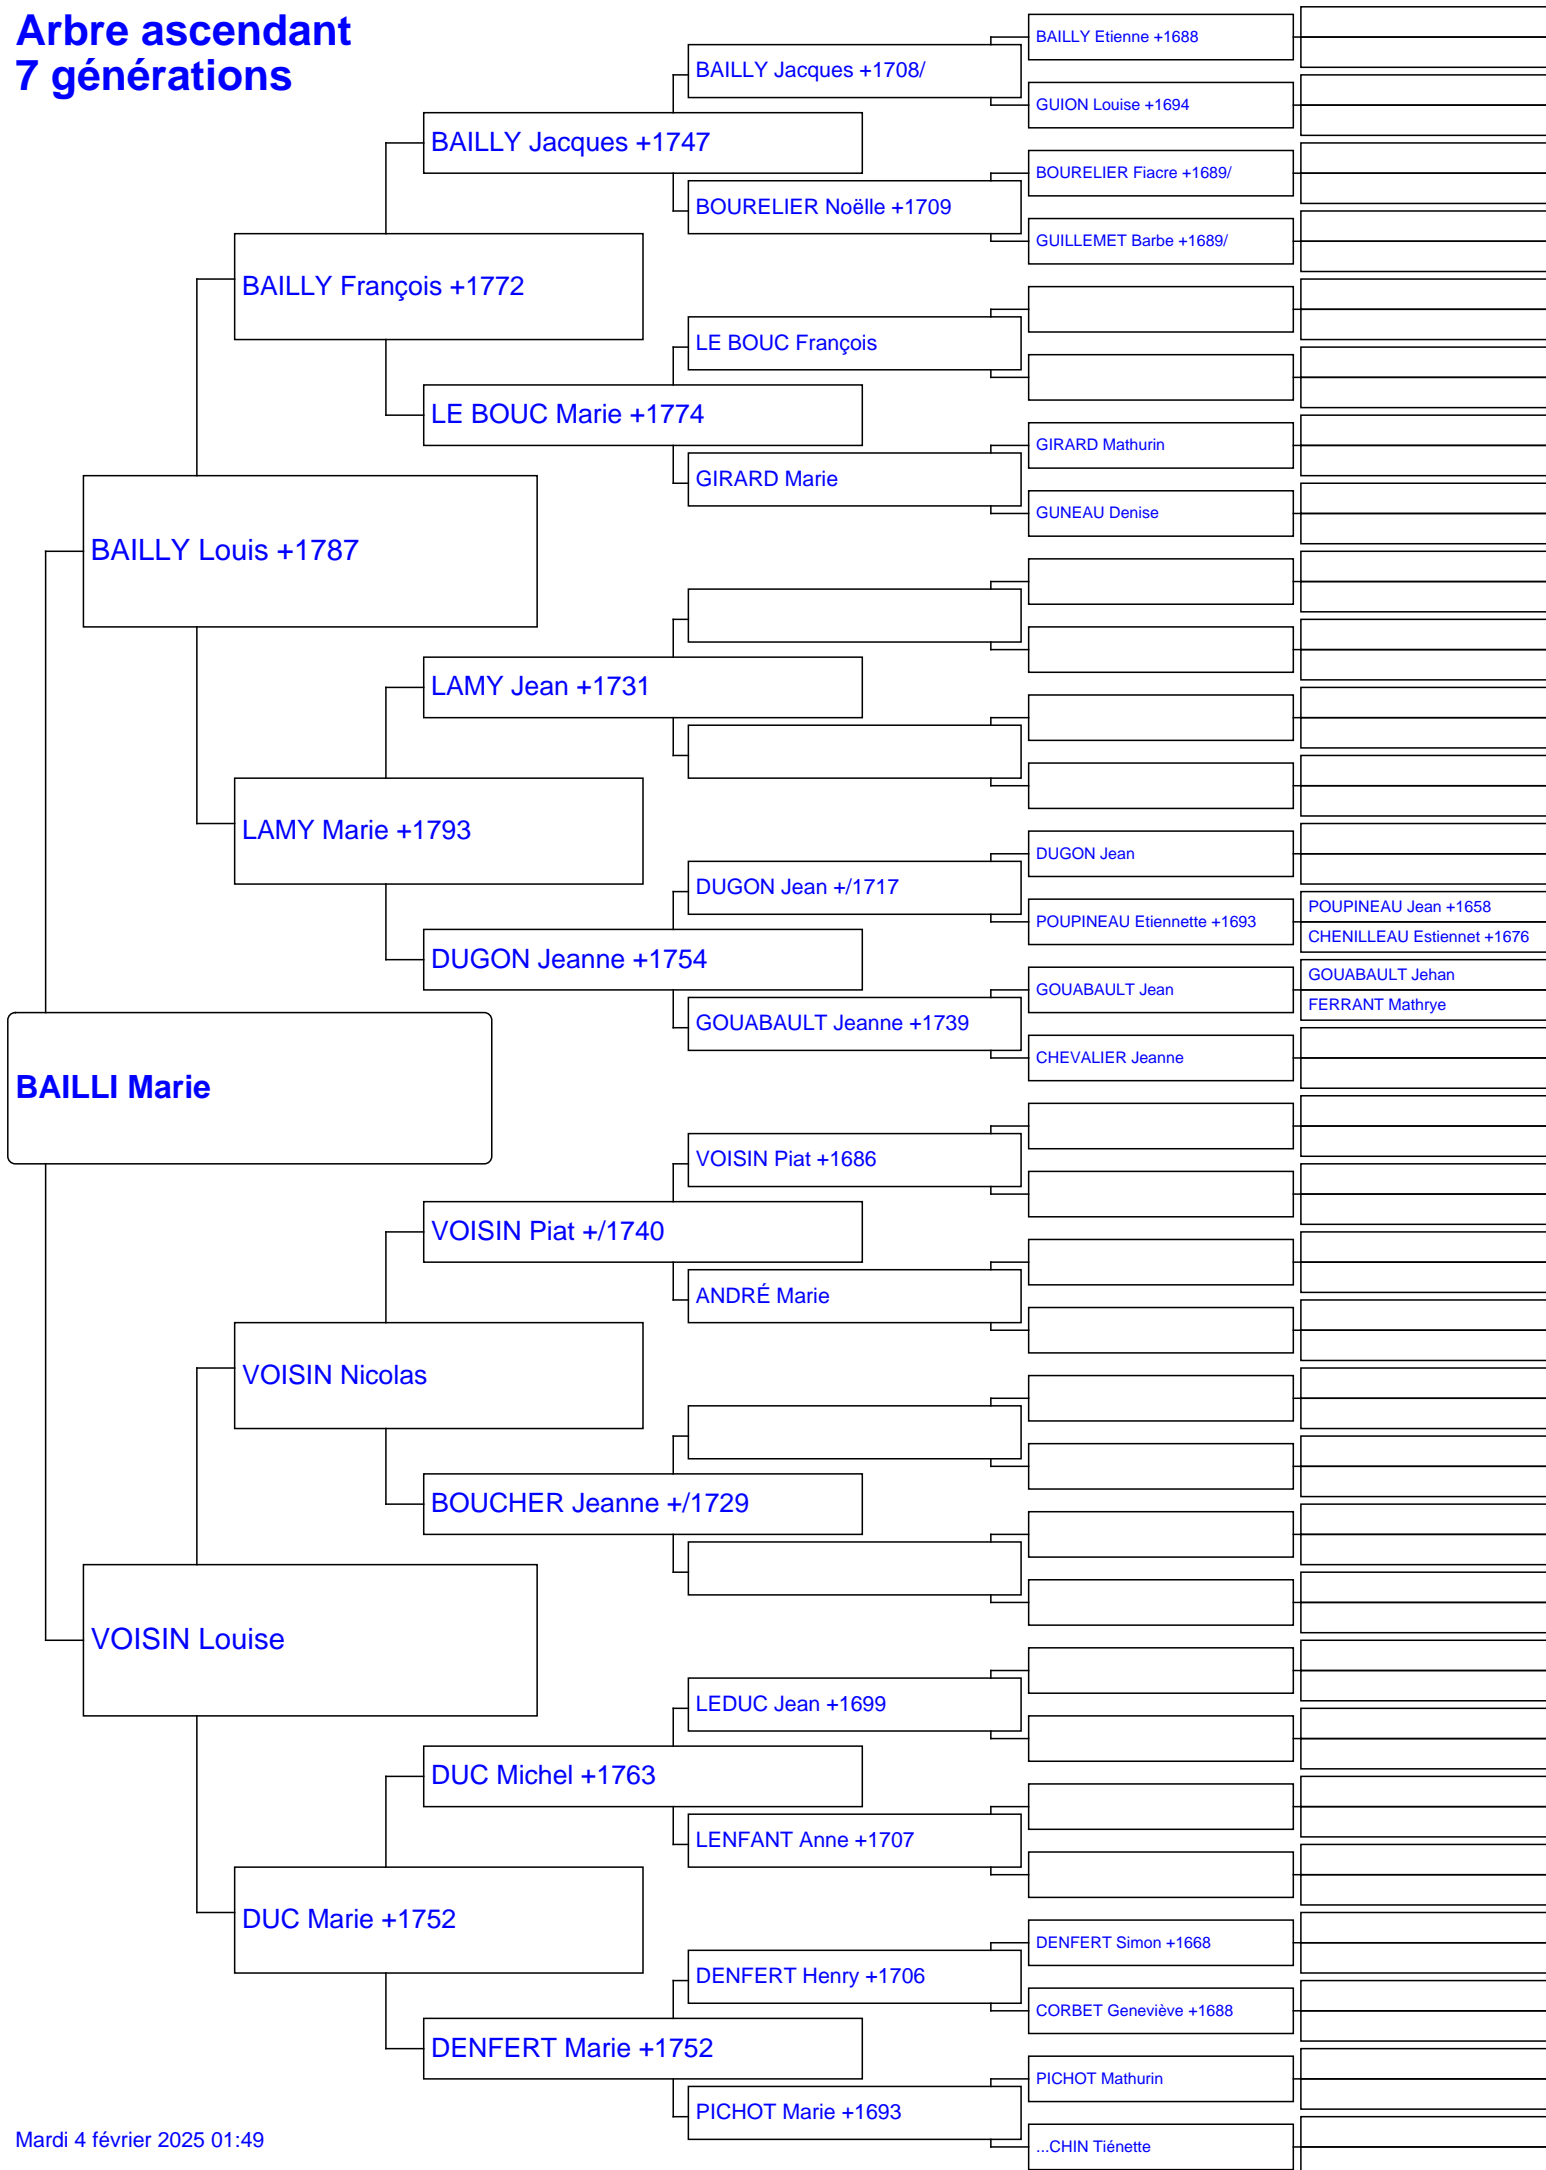 Arbre ascendant
7 générations
BAILLY Etienne +1688
BAILLY Jacques +1708/
GUION Louise +1694
BAILLY Jacques +1747
BOURELIER Fiacre +1689/
BOURELIER Noëlle +1709
GUILLEMET Barbe +1689/
BAILLY François +1772
LE BOUC François
LE BOUC Marie +1774
GIRARD Mathurin
GIRARD Marie
GUNEAU Denise
BAILLY Louis +1787
LAMY Jean +1731
LAMY Marie +1793
DUGON Jean
DUGON Jean +/1717
POUPINEAU Jean +1658
POUPINEAU Etiennette +1693
CHENILLEAU Estiennet +1676
DUGON Jeanne +1754
GOUABAULT Jehan
GOUABAULT Jean
FERRANT Mathrye
GOUABAULT Jeanne +1739
CHEVALIER Jeanne
BAILLI Marie
VOISIN Piat +1686
VOISIN Piat +/1740
ANDRÉ Marie
VOISIN Nicolas
BOUCHER Jeanne +/1729
VOISIN Louise
LEDUC Jean +1699
DUC Michel +1763
LENFANT Anne +1707
DUC Marie +1752
DENFERT Simon +1668
DENFERT Henry +1706
CORBET Geneviève +1688
DENFERT Marie +1752
PICHOT Mathurin
PICHOT Marie +1693
...CHIN Tiénette
Mardi 4 février 2025 01:49